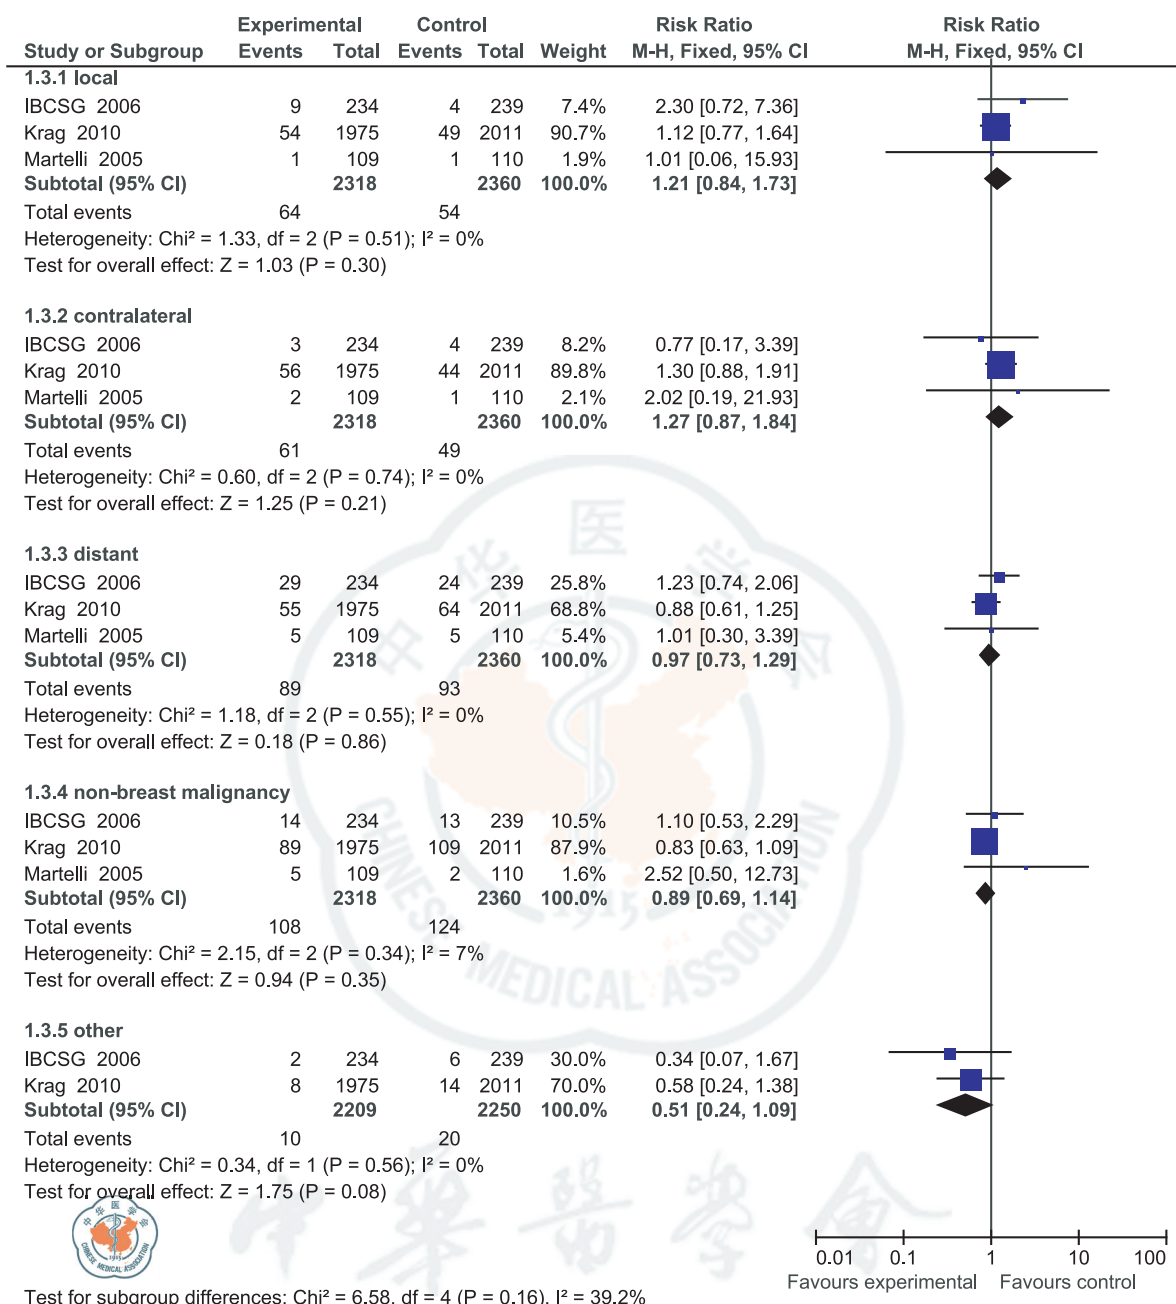 Experimental Control Risk Ratio Risk Ratio
Study or Subgroup Events Total Events Total Weight M-H, Fixed, 95% CI M-H, Fixed, 95% CI
1.3.1 local
IBCSG 2006 9 234 4 239 7.4% 2.30 [0.72, 7.36]
Krag 2010 54 1975 49 2011 90.7% 1.12 [0.77, 1.64]
Martelli 2005 1 109 1 110 1.9% 1.01 [0.06, 15.93]
Subtotal (95% CI) 2318 2360 100.0% 1.21 [0.84, 1.73]
Total events 64 54
Heterogeneity: Chi² = 1.33, df = 2 (P = 0.51); I² = 0%
Test for overall effect: Z = 1.03 (P = 0.30)
1.3.2 contralateral
IBCSG 2006 3 234 4 239 8.2% 0.77 [0.17, 3.39]
Krag 2010 56 1975 44 2011 89.8% 1.30 [0.88, 1.91]
Martelli 2005 2 109 1 110 2.1% 2.02 [0.19, 21.93]
Subtotal (95% CI) 2318 2360 100.0% 1.27 [0.87, 1.84]
Total events 61 49
Heterogeneity: Chi² = 0.60, df = 2 (P = 0.74); I² = 0%
Test for overall effect: Z = 1.25 (P = 0.21)
1.3.3 distant
IBCSG 2006 29 234 24 239 25.8% 1.23 [0.74, 2.06]
Krag 2010 55 1975 64 2011 68.8% 0.88 [0.61, 1.25]
Martelli 2005 5 109 5 110 5.4% 1.01 [0.30, 3.39]
Subtotal (95% CI) 2318 2360 100.0% 0.97 [0.73, 1.29]
Total events 89 93
Heterogeneity: Chi² = 1.18, df = 2 (P = 0.55); I² = 0%
Test for overall effect: Z = 0.18 (P = 0.86)
1.3.4 non-breast malignancy
IBCSG 2006 14 234 13 239 10.5% 1.10 [0.53, 2.29]
Krag 2010 89 1975 109 2011 87.9% 0.83 [0.63, 1.09]
Martelli 2005 5 109 2 110 1.6% 2.52 [0.50, 12.73]
Subtotal (95% CI) 2318 2360 100.0% 0.89 [0.69, 1.14]
Total events 108 124
Heterogeneity: Chi² = 2.15, df = 2 (P = 0.34); I² = 7%
Test for overall effect: Z = 0.94 (P = 0.35)
1.3.5 other
IBCSG 2006 2 234 6 239 30.0% 0.34 [0.07, 1.67]
Krag 2010 8 1975 14 2011 70.0% 0.58 [0.24, 1.38]
Subtotal (95% CI) 2209 2250 100.0% 0.51 [0.24, 1.09]
Total events 10 20
Heterogeneity: Chi² = 0.34, df = 1 (P = 0.56); I² = 0%
Test for overall effect: Z = 1.75 (P = 0.08)
0.01 0.1 1 10 100
Favours experimental Favours control
Test for subgroup differences: Chi² = 6.58, df = 4 (P = 0.16), I² = 39.2%
中华医学会
CHINESE MEDICAL ASSOCIATION
1915
中華醫學會
中华医学会
1915
CHINESE MEDICAL ASSOCIATION